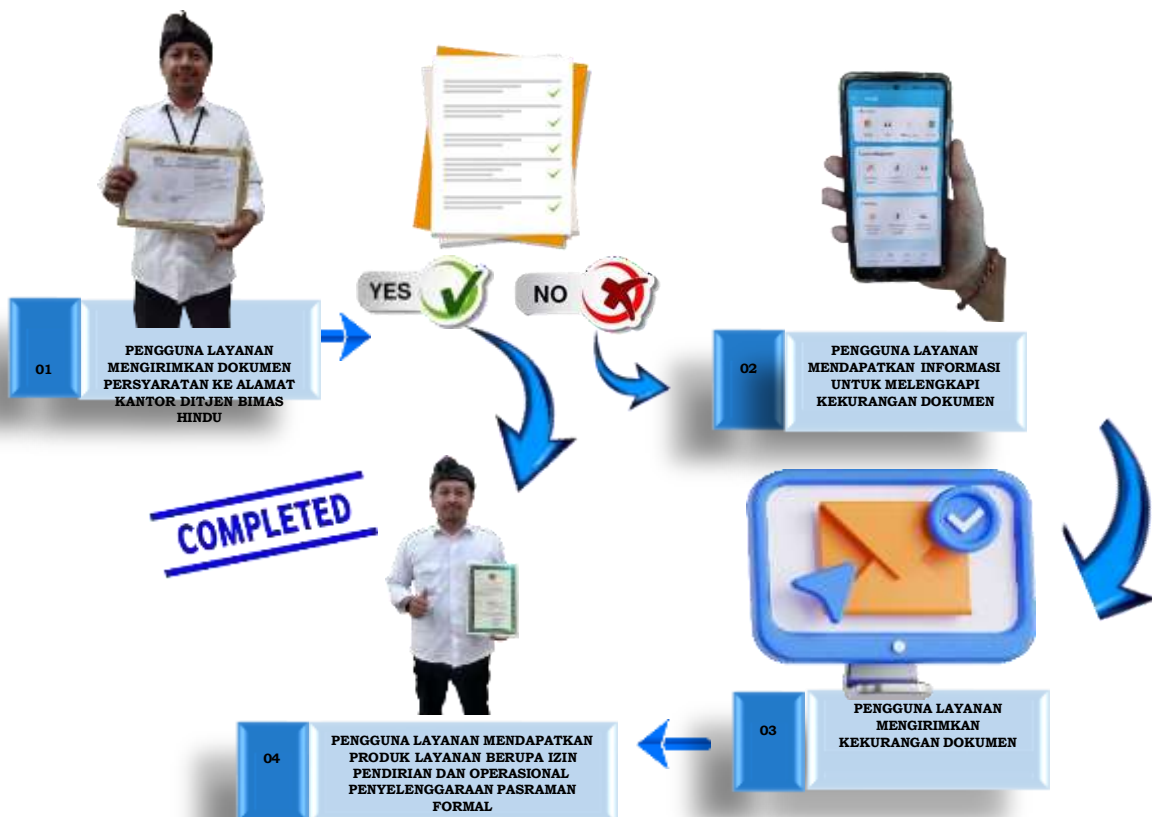 YES
NO
01
PENGGUNA LAYANAN
MENGIRIMKAN DOKUMEN
PERSYARATAN KE ALAMAT
KANTOR DITJEN BIMAS
HINDU
02
PENGGUNA LAYANAN
MENDAPATKAN INFORMASI
UNTUK MELENGKAPI
KEKURANGAN DOKUMEN
COMPLETED
03
PENGGUNA LAYANAN
MENGIRIMKAN
KEKURANGAN DOKUMEN
04
PENGGUNA LAYANAN MENDAPATKAN
PRODUK LAYANAN BERUPA IZIN
PENDIRIAN DAN OPERASIONAL
PENYELENGGARAAN PASRAMAN
FORMAL